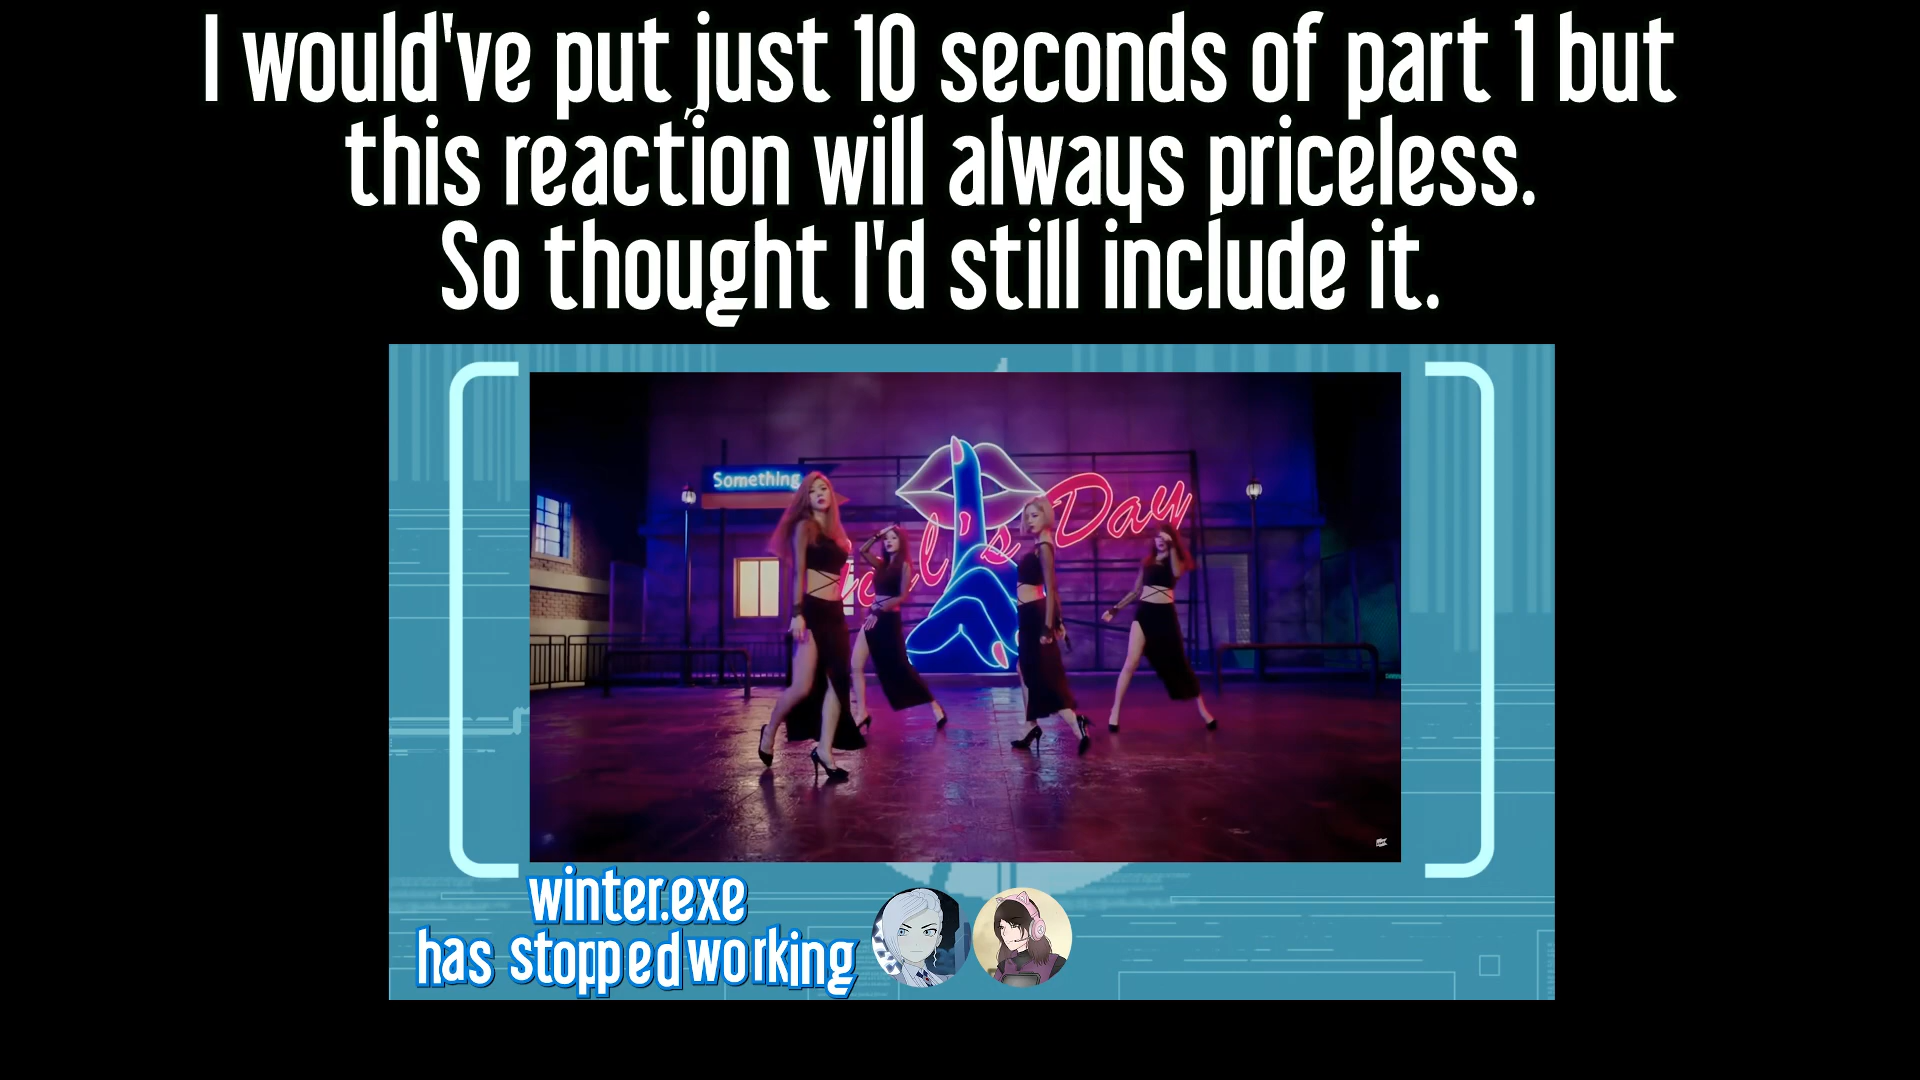 I would've put just 10 seconds of part 1 but
this reaction will always priceless.
So thought I'd still include it.
Something
Girl's Day
winter.exe
has stopped working